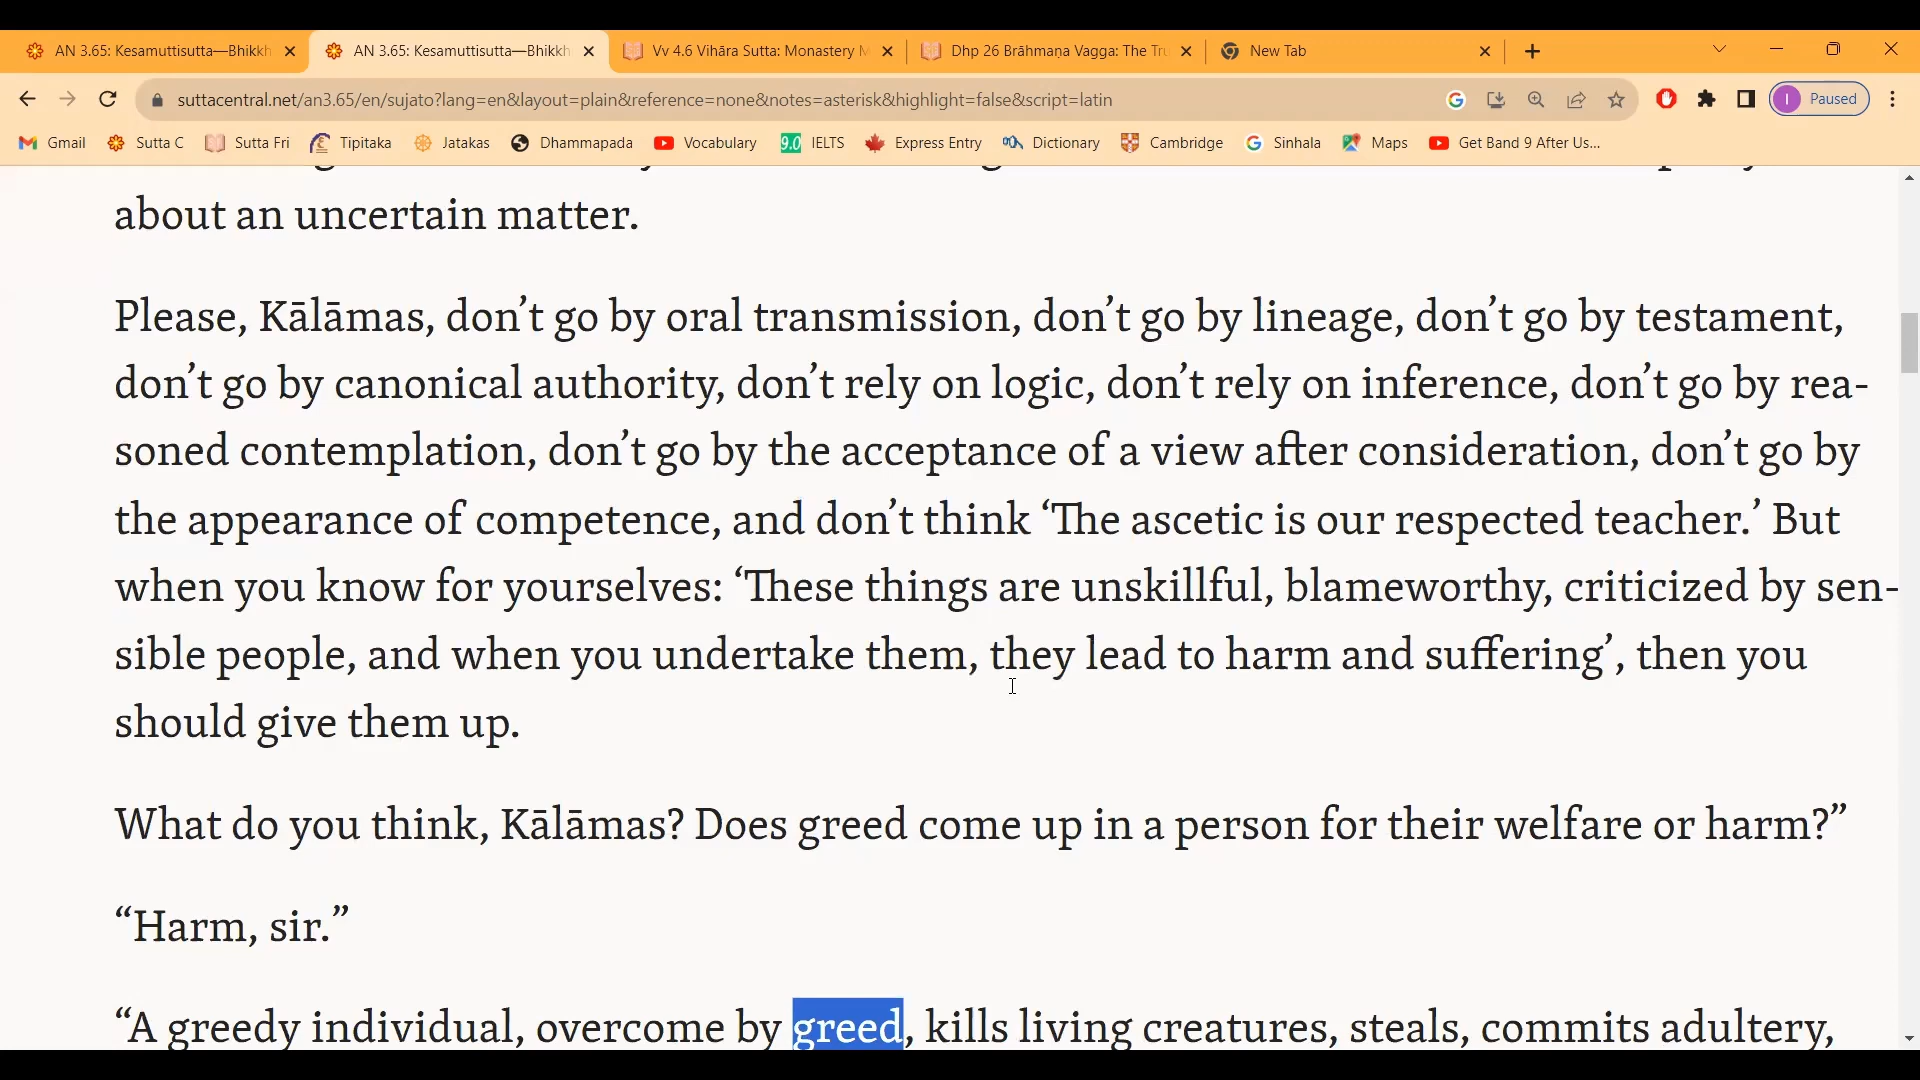 AN 3.65: Kesamuttisutta—Bhikkh
AN 3.65: Kesamuttisutta—Bhikkh
Vv 4.6 Vihāra Sutta: Monastery M
Dhp 26 Brāhmaṇa Vagga: The Tru
New Tab
suttacentral.net/an3.65/en/sujato?lang=en&layout=plain&reference=none&notes=asterisk&highlight=false&script=latin
I Paused
Gmail
Sutta C
Sutta Fri
Tipitaka
Jatakas
Dhammapada
Vocabulary
9.0 IELTS
Express Entry
Dictionary
Cambridge
Sinhala
Maps
Get Band 9 After Us...
about an uncertain matter.
Please, Kālāmas, don’t go by oral transmission, don’t go by lineage, don’t go by testament,
don’t go by canonical authority, don’t rely on logic, don’t rely on inference, don’t go by rea-
soned contemplation, don’t go by the acceptance of a view after consideration, don’t go by
the appearance of competence, and don’t think ‘The ascetic is our respected teacher.’ But
when you know for yourselves: ‘These things are unskillful, blameworthy, criticized by sen-
sible people, and when you undertake them, they lead to harm and suffering’, then you
should give them up.
What do you think, Kālāmas? Does greed come up in a person for their welfare or harm?”
“Harm, sir.”
“A greedy individual, overcome by greed, kills living creatures, steals, commits adultery,